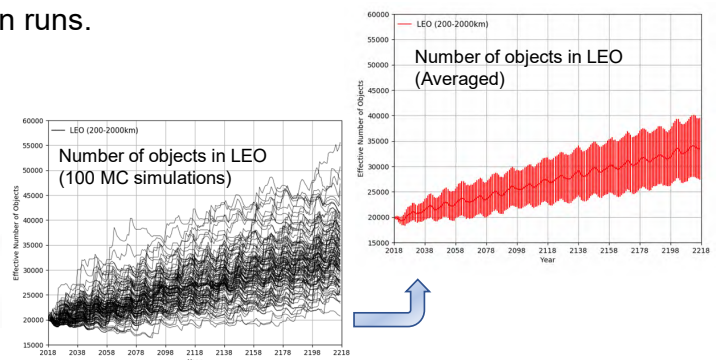 n runs.
60000
LEO (200-2000km)
55000
Number of objects in LEO
(Averaged)
50000
45000
40000
35000
30000
25000
20000
15000
Effective Number of Objects
2018 2038 2058 2078 2098 2118 2138 2158 2178 2198 2218
Year
60000
LEO (200-2000km)
55000
Number of objects in LEO
(100 MC simulations)
50000
45000
40000
35000
30000
25000
20000
15000
Effective Number of Objects
2018 2038 2058 2078 2098 2118 2138 2158 2178 2198 2218